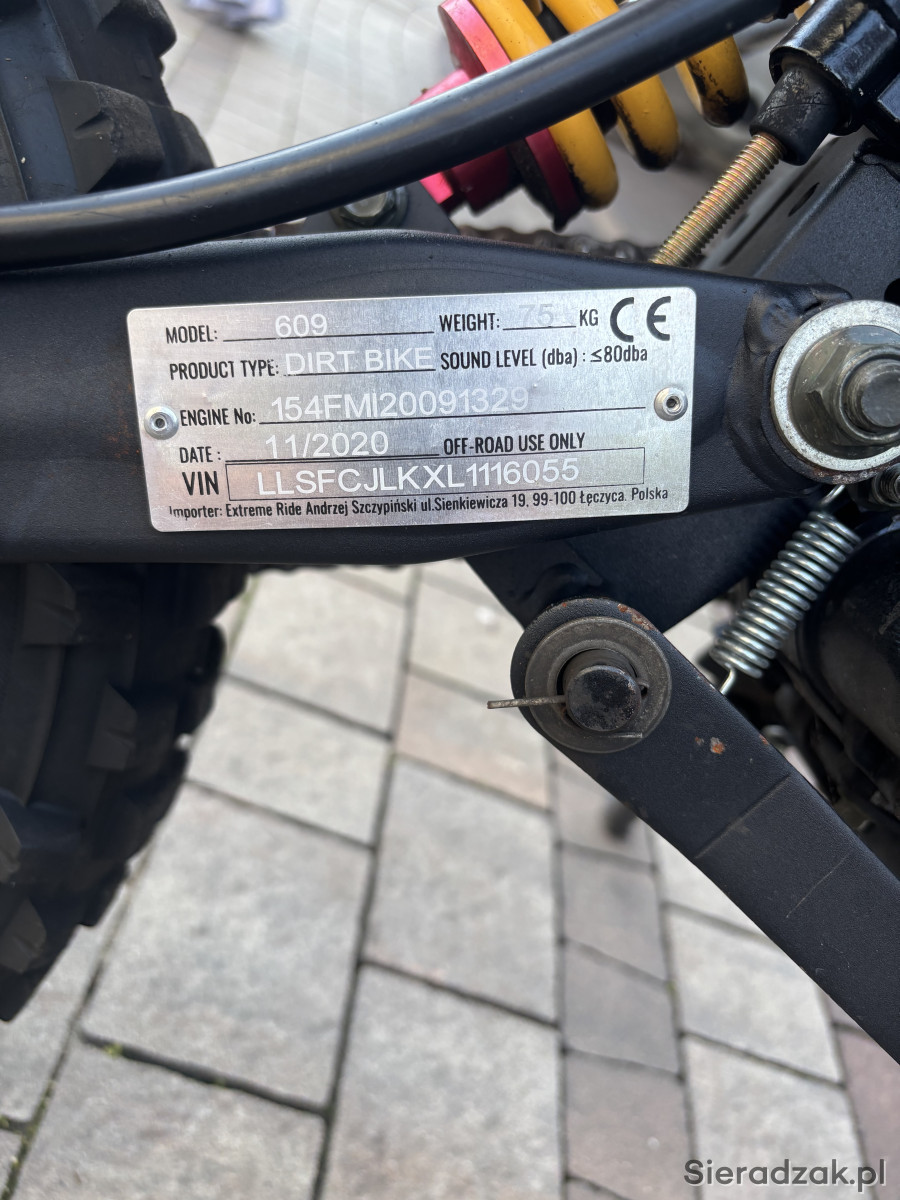 MODEL: 609 WEIGHT: 75 KG CE
PRODUCT TYPE: DIRT BIKE SOUND LEVEL (dba) : ≤80dba
ENGINE No: 154FMI20091329
DATE : 11/2020 OFF-ROAD USE ONLY
VIN LLSFCJLKXL1116055
Importer: Extreme Ride Andrzej Szczypiński ul.Sienkiewicza 19, 99-100 Łęczyca. Polska
Sieradzak.pl